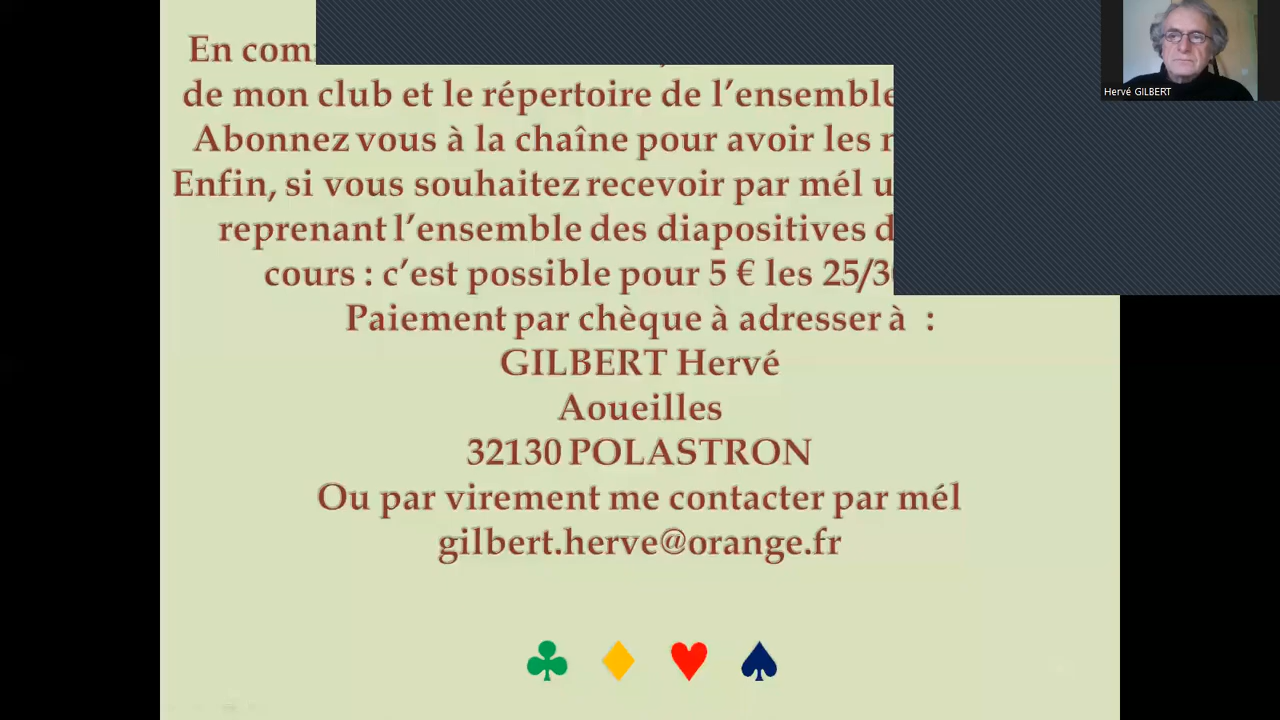 En com
de mon club et le répertoire de l’ensemble
Abonnez vous à la chaîne pour avoir les
Enfin, si vous souhaitez recevoir par mél
reprenant l’ensemble des diapositives
cours : c’est possible pour 5 € les 25/3
Paiement par chèque à adresser à :
GILBERT Hervé
Aoueilles
32130 POLASTRON
Ou par virement me contacter par mél
gilbert.herve@orange.fr
Hervé GILBERT